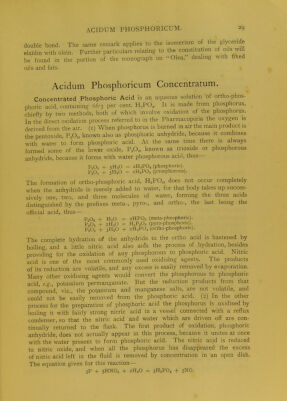 ACIDUM PHOSPHORICUM. 29
double bond. The same remark applies to the isomerism of the glyceride
elaidin with olein. Further particulars relating to the constitution of oils will
be found in the portion of the monograph on "Olea," dealing with fixed
oils and fats.
Acidum Phosphoricum Concentratum.
Concentrated Phosphoric Acid is an aqueous solution of ortho-phos-
phoric acid, containing 66·3 per cent. H₃PO₄. It is made from phosphorus,
chiefly by two methods, both of which involve oxidation of the phosphorus.
In the direct oxidation process referred to in the Pharmacopœia the oxygen is
derived from the air. (1) When phosphorus is burned in air the main product is
the pentoxide, P₂O₅, known also as phosphoric anhydride, because it combines
with water to form phosphoric acid. At the same time there is always
formed some of the lower oxide, P₂O₃, known as trioxide or phosphorous
anhydride, because it forms with water phosphorous acid, thus—
P₂O₅ + 3H₂O = 2H₃PO₄ (phosphoric).
P₂O₃ + 3H₂O = 2H₃PO₃ (phosphorous).
The formation of ortho-phosphoric acid, H₃PO₄, does not occur completely
when the anhydride is merely added to water, for that body takes up succes-
sively one, two, and three molecules of water, forming the three acids
distinguished by the prefixes meta-, pyro-, and ortho-, the last being the
official acid, thus—
P₂O₅ + H₂O = 2HPO₃ (meta-phosphoric).
P₂O₅ + 2H₂O = H₄P₂O₇ (pyro-phosphoric).
P₂O₅ + 3H₂O = 2H₃PO₄ (ortho-phosphoric).
The complete hydration of the anhydride to the ortho acid is hastened by
boiling, and a little nitric acid also aids the process of hydration, besides
providing for the oxidation of any phosphorous to phosphoric acid. Nitric
acid is one of the most commonly used oxidising agents. The products
of its reduction are volatile, and any excess is easily removed by evaporation.
Many other oxidising agents would convert the phosphorous to phosphoric
acid, e.g., potassium permanganate. But the reduction products from that
compound, viz., the potassium and manganese salts, are not volatile, and
could not be easily removed from the phosphoric acid. (2) In the other
process for the preparation of phosphoric acid the phosphorus is oxidised by
boiling it with fairly strong nitric acid in a vessel connected with a reflux
condenser, so that the nitric acid and water which are driven off are con-
tinually returned to the flask. The first product of oxidation, phosphoric
anhydride, does not actually appear in this process, because it unites at once
with the water present to form phosphoric acid. The nitric acid is reduced
to nitric oxide, and when all the phosphorus has disappeared the excess
of nitric acid left in the fluid is removed by concentration in an open dish.
The equation given for this reaction—
3P + 5HNO₃ + 2H₂O = 3H₃PO₄ + 5NO.